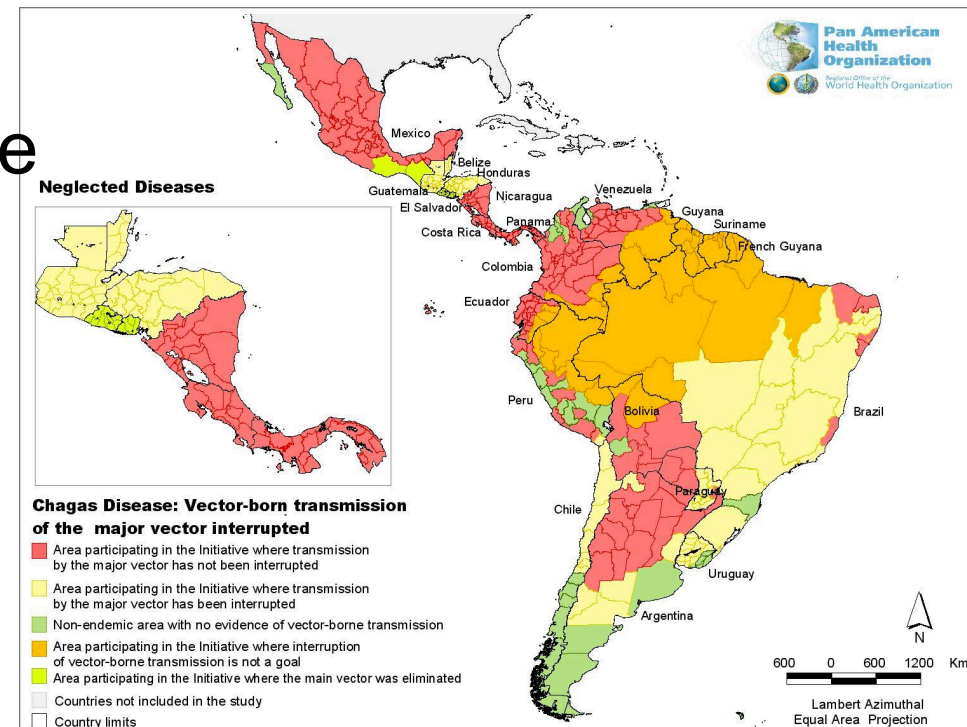 e
Pan American
Health
Organization
Regional Office of the
World Health Organization
Neglected Diseases
Mexico
Belize
Honduras
Guatemala
Nicaragua
El Salvador
Costa Rica
Panama
Venezuela
Guyana
Suriname
French Guyana
Colombia
Ecuador
Peru
Bolivia
Brazil
Paraguay
Chile
Uruguay
Argentina
Chagas Disease: Vector-born transmission
of the major vector interrupted
Area participating in the Initiative where transmission
by the major vector has not been interrupted
Area participating in the Initiative where transmission
by the major vector has been interrupted
Non-endemic area with no evidence of vector-borne transmission
Area participating in the Initiative where interruption
of vector-borne transmission is not a goal
Area participating in the Initiative where the main vector was eliminated
Countries not included in the study
Country limits
N
600 0 600 1200 Km
Lambert Azimuthal
Equal Area Projection